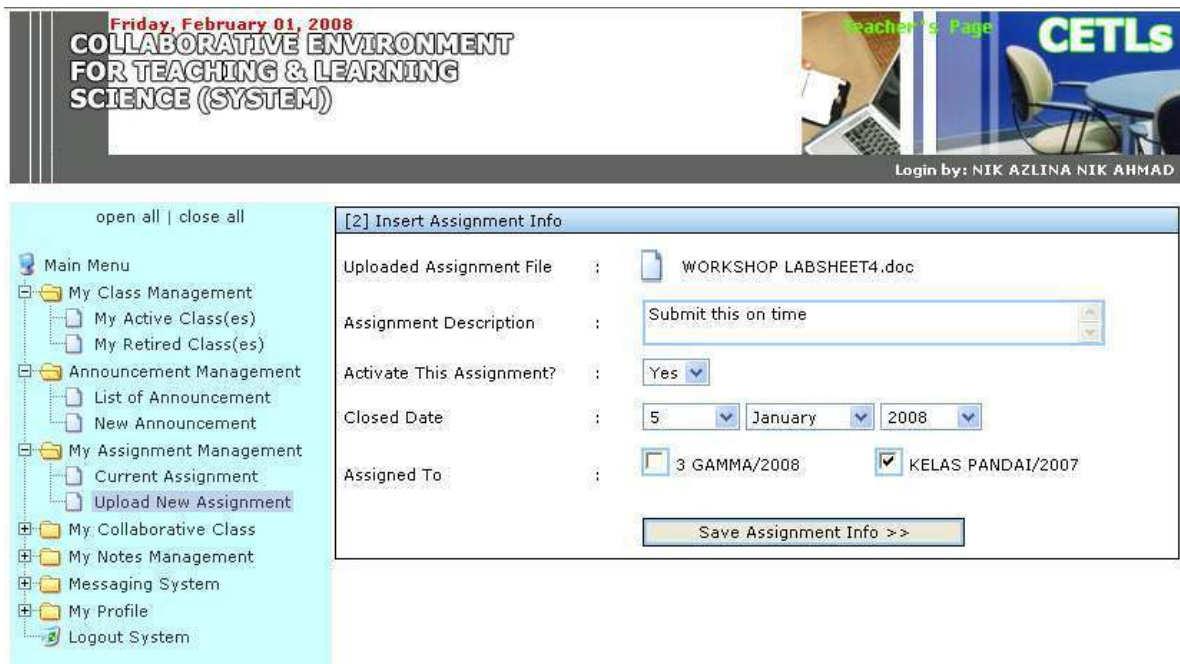 Friday, February 01, 2008
COLLABORATIVE ENVIRONMENT
FOR TEACHING & LEARNING
SCIENCE (SYSTEM)
Teacher's Page
CETLs
Login by: NIK AZLINA NIK AHMAD
open all | close all
Main Menu
My Class Management
My Active Class(es)
My Retired Class(es)
Announcement Management
List of Announcement
New Announcement
My Assignment Management
Current Assignment
Upload New Assignment
My Collaborative Class
My Notes Management
Messaging System
My Profile
Logout System
[2] Insert Assignment Info
Uploaded Assignment File : WORKSHOP LABSHEET4.doc
Assignment Description : Submit this on time
Activate This Assignment? : Yes
Closed Date : 5 January 2008
Assigned To : 3 GAMMA/2008 KELAS PANDAI/2007
Save Assignment Info >>